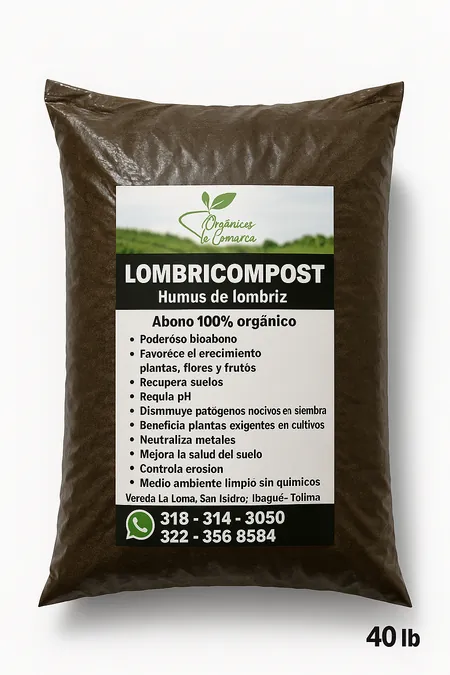 Orgánices
le Comarca
LOMBRICOMPOST
Humus de lombriz
Abono 100% orgãnico
• Poderóso bioabono
• Favoréce el erecimiento
plantas, flores y frutós
• Recupera suelos
• Requla pH
• Dismmuye patógenos nocivos en siembra
• Beneficia plantas exigentes en cultivos
• Neutraliza metales
• Mejora la salud del suelo
• Controla erosion
• Medio ambiente limpió sin quimicos
Vereda La Loma, San Isidro; Ibagué- Tolima
318 - 314 - 3050
322 - 356 8584
40 lb